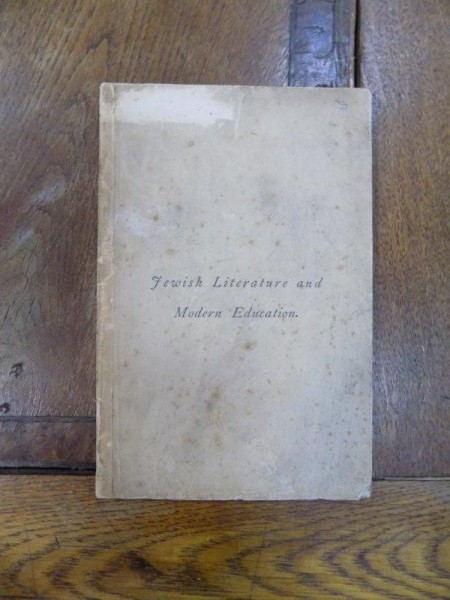 Jewish Literature and
Modern Education.